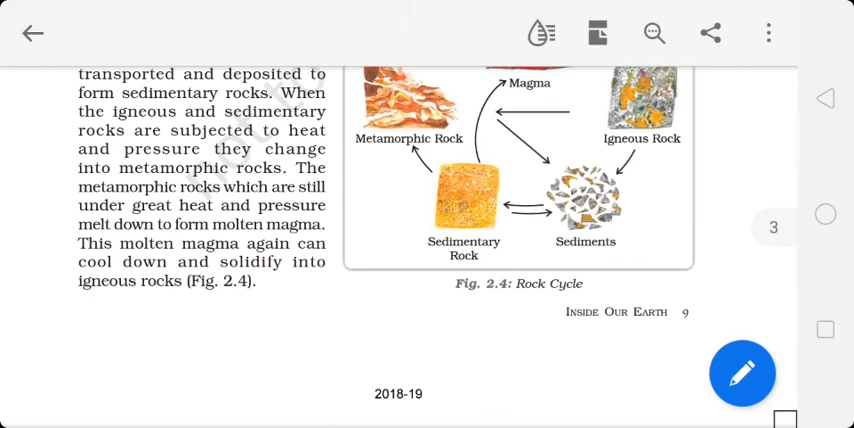 transported and deposited to
form sedimentary rocks. When
the igneous and sedimentary
rocks are subjected to heat
and pressure they change
into metamorphic rocks. The
metamorphic rocks which are still
under great heat and pressure
melt down to form molten magma.
This molten magma again can
cool down and solidify into
igneous rocks (Fig. 2.4).
Magma
Metamorphic Rock
Igneous Rock
Sedimentary
Rock
Sediments
Fig. 2.4: Rock Cycle
INSIDE OUR EARTH 9
3
2018-19